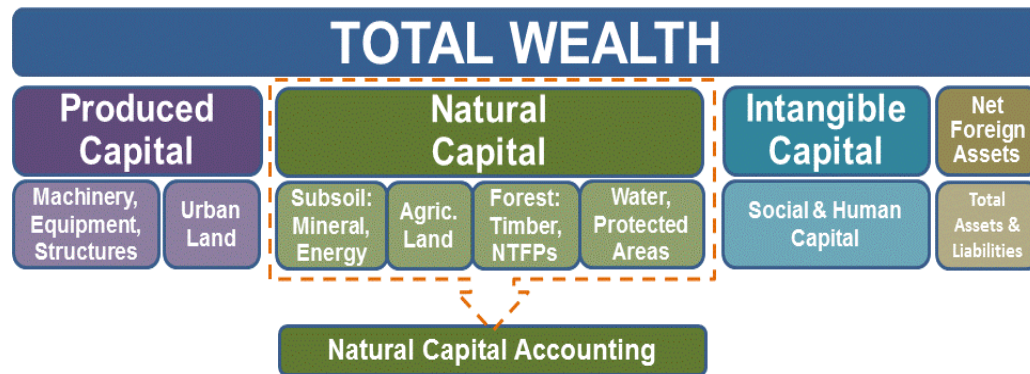 TOTAL WEALTH
Produced
Capital
Natural
Capital
Intangible
Capital
Net
Foreign
Assets
Machinery,
Equipment,
Structures
Urban
Land
Subsoil:
Mineral,
Energy
Agric.
Land
Forest:
Timber,
NTFPs
Water,
Protected
Areas
Social & Human
Capital
Total
Assets &
Liabilities
Natural Capital Accounting